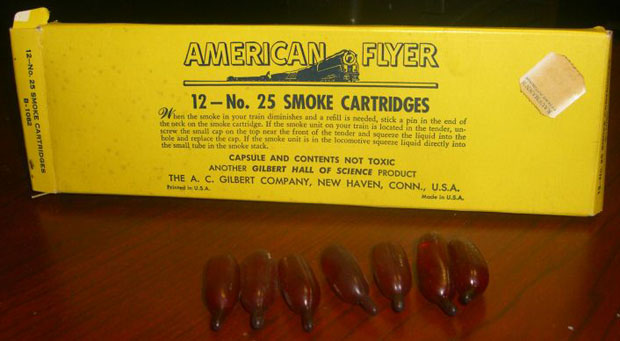 AMERICAN FLYER
12—No. 25 SMOKE CARTRIDGES
When the smoke in your train diminishes and a refill is needed, stick a pin in the end of
the neck on the smoke cartridge. If the smoke unit on your train is located in the tender, un-
screw the small cap on the top near the front of the tender and squeeze the liquid into the
hole and replace the cap. If the smoke unit is in the locomotive squeeze liquid directly into
the small tube in the smoke stack.
CAPSULE AND CONTENTS NOT TOXIC
ANOTHER GILBERT HALL OF SCIENCE PRODUCT
THE A. C. GILBERT COMPANY, NEW HAVEN, CONN., U.S.A.
Printed in U.S.A.
Made in U.S.A.
12—No. 25 SMOKE CARTRIDGES